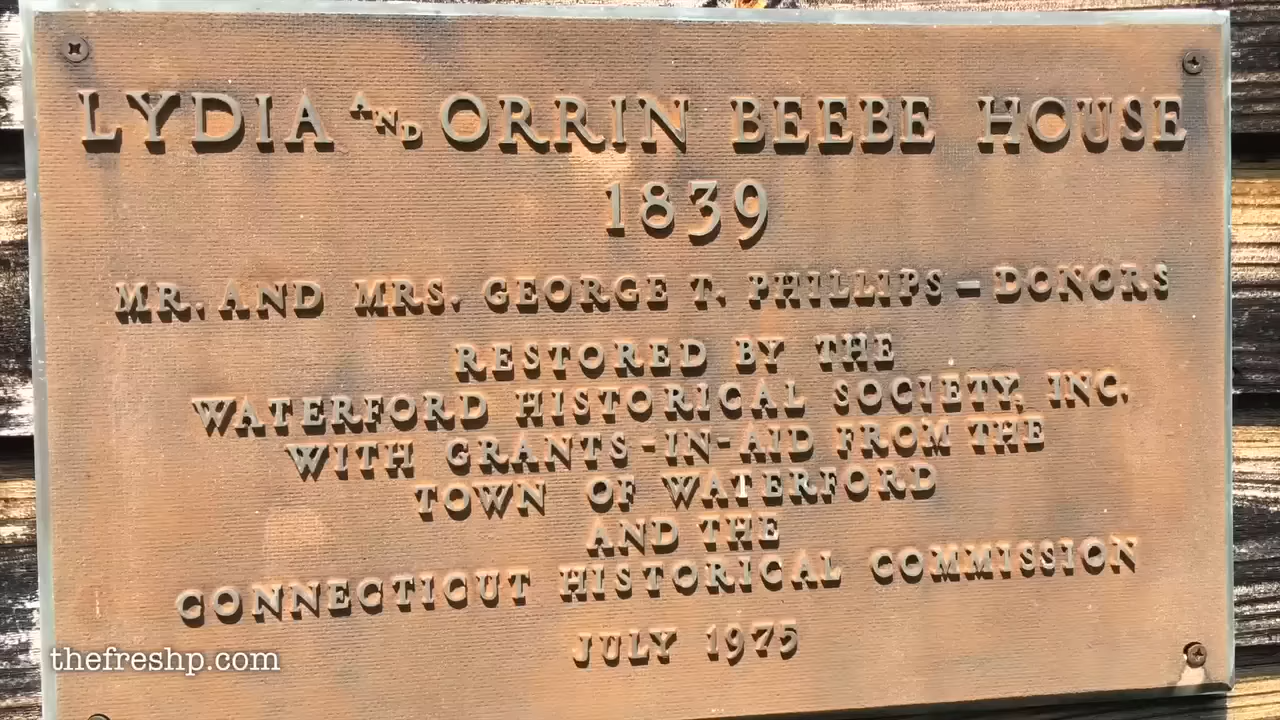 LYDIA AND ORRIN BEEBE HOUSE
1839
MR. AND MRS. GEORGE T. PHILLIPS - DONORS
RESTORED BY THE
WATERFORD HISTORICAL SOCIETY, INC.
WITH GRANTS-IN-AID FROM THE
TOWN OF WATERFORD
AND THE
CONNECTICUT HISTORICAL COMMISSION
JULY 1975
thefreshp.com